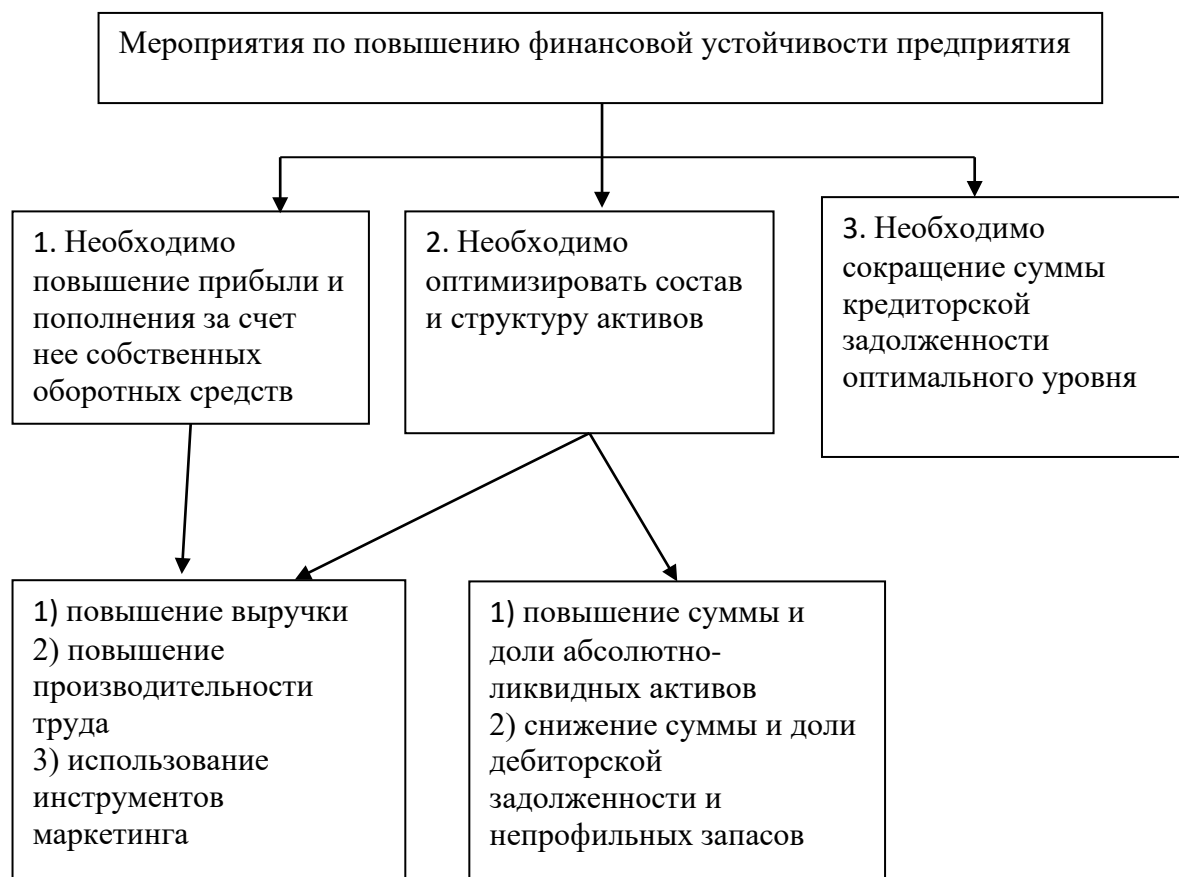 Мероприятия по повышению финансовой устойчивости предприятия
1. Необходимо
повышение прибыли и
пополнения за счет
нее собственных
оборотных средств
2. Необходимо
оптимизировать состав
и структуру активов
3. Необходимо
сокращение суммы
кредиторской
задолженности
оптимального уровня
1) повышение выручки
2) повышение
производительности
труда
3) использование
инструментов
маркетинга
1) повышение суммы и
доли абсолютно-
ликвидных активов
2) снижение суммы и доли
дебиторской
задолженности и
непрофильных запасов